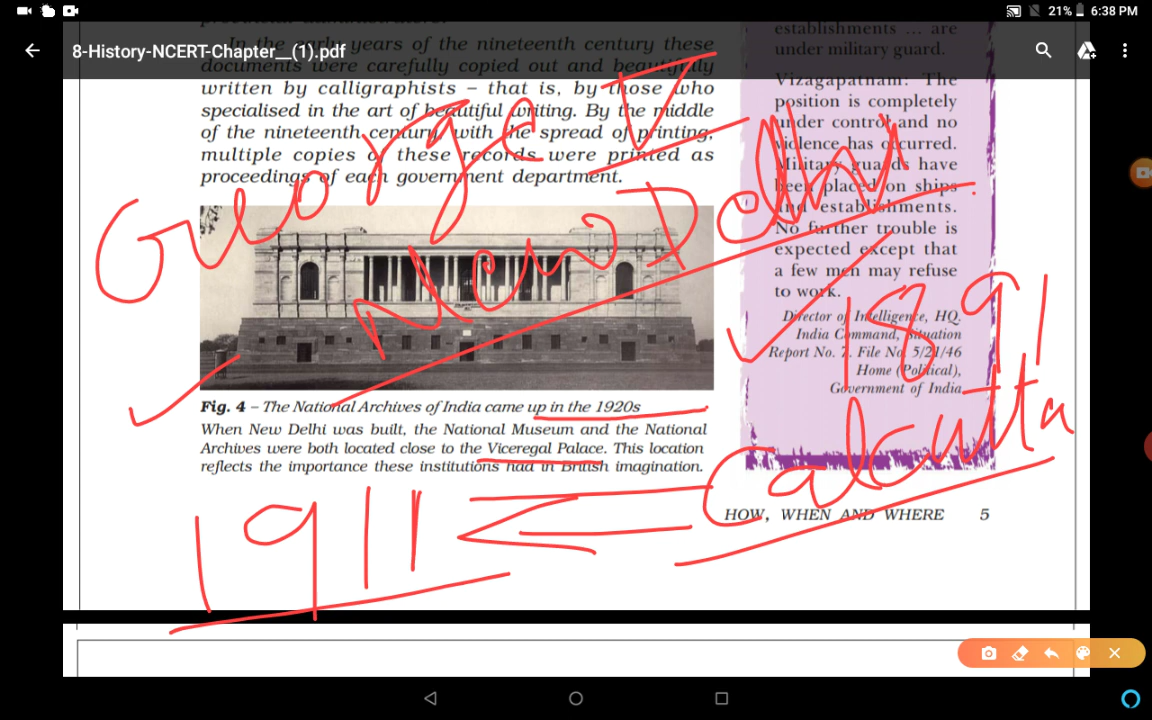 21% 6:38 PM
8-History-NCERT-Chapter__(1).pdf
In the early years of the nineteenth century these
documents were carefully copied out and beautifully
written by calligraphists – that is, by those who
specialised in the art of beautiful writing. By the middle
of the nineteenth century, with the spread of printing,
multiple copies of these records were printed as
proceedings of each government department.
Fig. 4 – The National Archives of India came up in the 1920s
When New Delhi was built, the National Museum and the National
Archives were both located close to the Viceregal Palace. This location
reflects the importance these institutions had in British imagination.
establishments ... are
under military guard.
Vizagapatnam: The
position is completely
under control and no
violence has occurred.
Military guards have
been placed on ships
and establishments.
No further trouble is
expected except that
a few men may refuse
to work.
Director of Intelligence, HQ.
India Command, Situation
Report No. 7. File No. 5/21/46
Home (Political),
Government of India
HOW, WHEN AND WHERE 5
George V
New Delhi
1891
Calcutta
1911